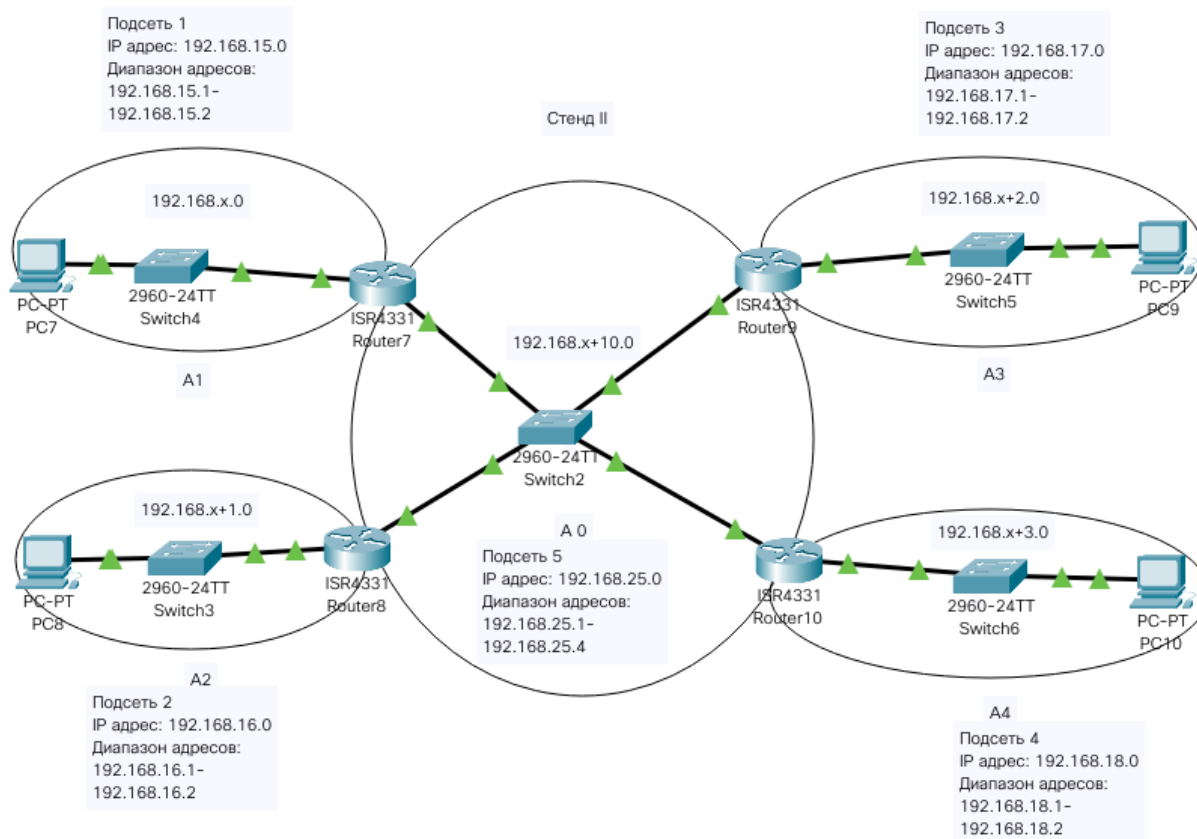 Подсеть 1
IP адрес: 192.168.15.0
Диапазон адресов:
192.168.15.1-
192.168.15.2
Подсеть 3
IP адрес: 192.168.17.0
Диапазон адресов:
192.168.17.1-
192.168.17.2
Стенд II
192.168.x.0
PC-PT
PC7
2960-24TT
Switch4
ISR4331
Router7
A1
192.168.x+2.0
ISR4331
Router9
2960-24TT
Switch5
PC-PT
PC9
A3
192.168.x+10.0
2960-24TT
Switch2
A 0
Подсеть 5
IP адрес: 192.168.25.0
Диапазон адресов:
192.168.25.1-
192.168.25.4
192.168.x+1.0
PC-PT
PC8
2960-24TT
Switch3
ISR4331
Router8
A2
Подсеть 2
IP адрес: 192.168.16.0
Диапазон адресов:
192.168.16.1-
192.168.16.2
192.168.x+3.0
ISR4331
Router10
2960-24TT
Switch6
PC-PT
PC10
A4
Подсеть 4
IP адрес: 192.168.18.0
Диапазон адресов:
192.168.18.1-
192.168.18.2